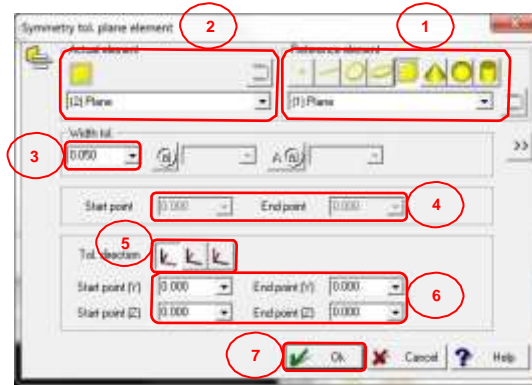 Symmetry tol. plane element
2
1
Actual element
Reference element
(2) Plane
(1) Plane
Width tol.
3
0.050
A
>>
Start point 0.000 End point 0.000
4
5
Tol. direction
Start point (Y) 0.000 End point (Y) 0.000
6
Start point (Z) 0.000 End point (Z) 0.000
7
Ok Cancel ? Help